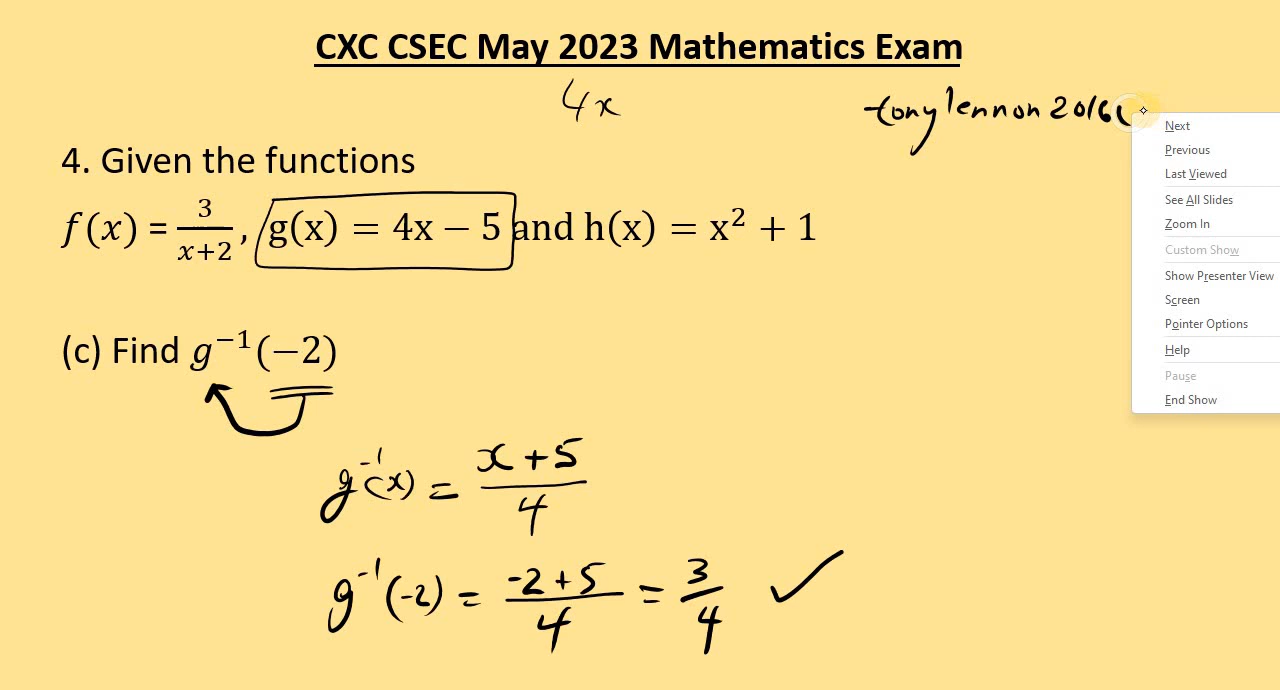 CXC CSEC May 2023 Mathematics Exam
4x
tonylennon2016
4. Given the functions
f(x) = 3/(x+2), g(x) = 4x − 5 and h(x) = x² + 1
(c) Find g⁻¹(−2)
g⁻¹(x) = (x+5)/4
g⁻¹(-2) = (-2+5)/4 = 3/4 ✓
Next
Previous
Last Viewed
See All Slides
Zoom In
Custom Show
Show Presenter View
Screen
Pointer Options
Help
Pause
End Show